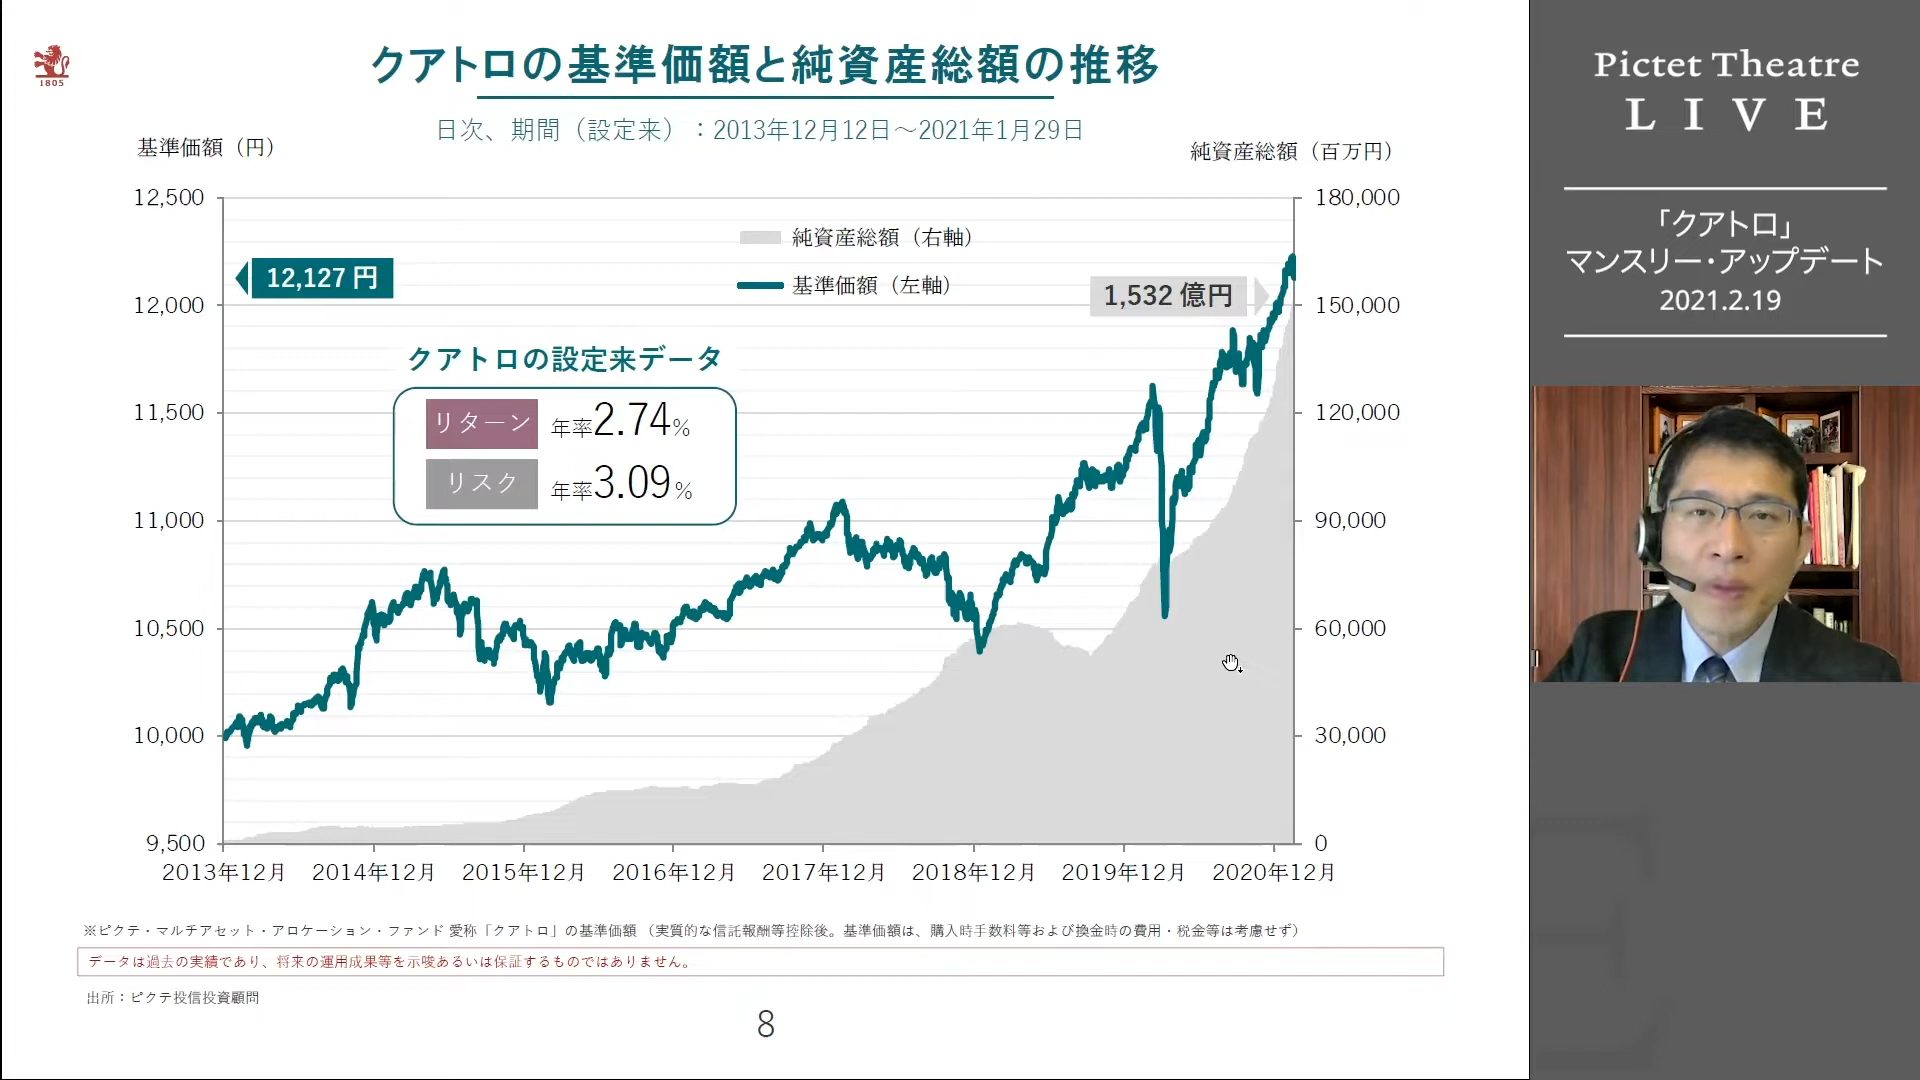 1805
クアトロの基準価額と純資産総額の推移
日次、期間（設定来）：2013年12月12日～2021年1月29日
基準価額（円）
純資産総額（百万円）
12,500
12,000
11,500
11,000
10,500
10,000
9,500
180,000
150,000
120,000
90,000
60,000
30,000
0
純資産総額（右軸）
基準価額（左軸）
12,127 円
1,532 億円
クアトロの設定来データ
リターン 年率2.74%
リスク 年率3.09%
2013年12月 2014年12月 2015年12月 2016年12月 2017年12月 2018年12月 2019年12月 2020年12月
※ピクテ・マルチアセット・アロケーション・ファンド 愛称「クアトロ」の基準価額 （実質的な信託報酬等控除後。基準価額は、購入時手数料等および換金時の費用・税金等は考慮せず）
データは過去の実績であり、将来の運用成果等を示唆あるいは保証するものではありません。
出所：ピクテ投信投資顧問
8
Pictet Theatre
LIVE
「クアトロ」
マンスリー・アップデート
2021.2.19